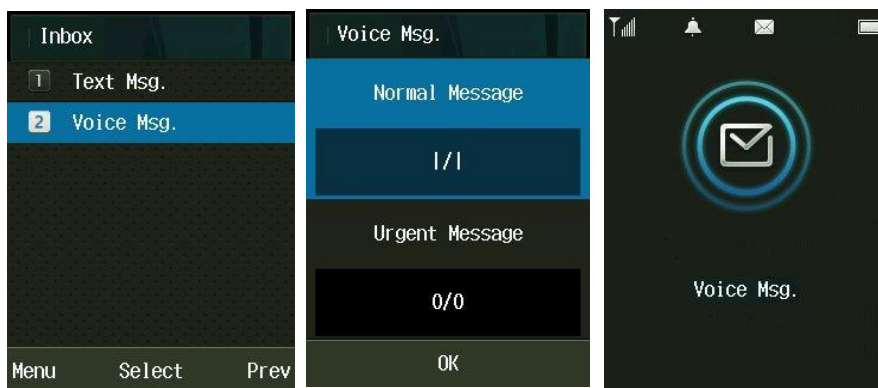 Inbox
1 Text Msg.
2 Voice Msg.
Menu Select Prev
Voice Msg.
Normal Message
1/1
Urgent Message
0/0
OK
Voice Msg.